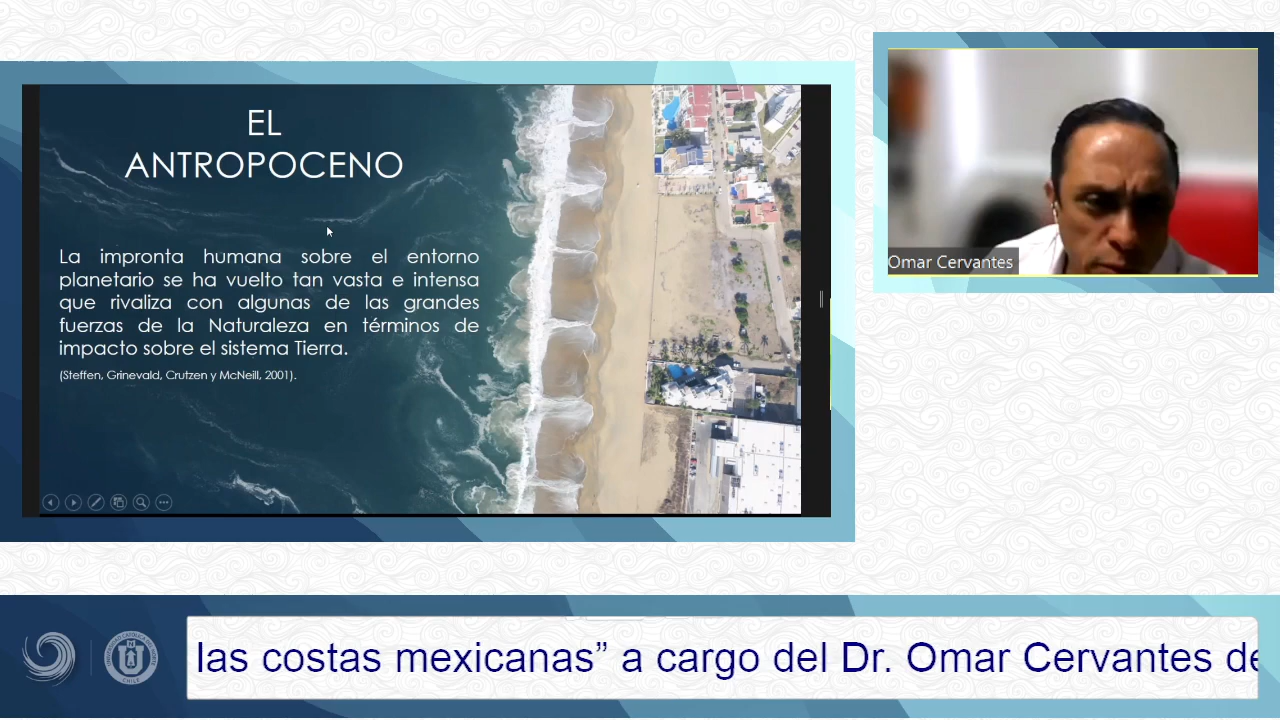 EL
ANTROPOCENO
La impronta humana sobre el entorno
planetario se ha vuelto tan vasta e intensa
que rivaliza con algunas de las grandes
fuerzas de la Naturaleza en términos de
impacto sobre el sistema Tierra.
(Steffen, Grinevald, Crutzen y McNeill, 2001).
Omar Cervantes
las costas mexicanas” a cargo del Dr. Omar Cervantes de